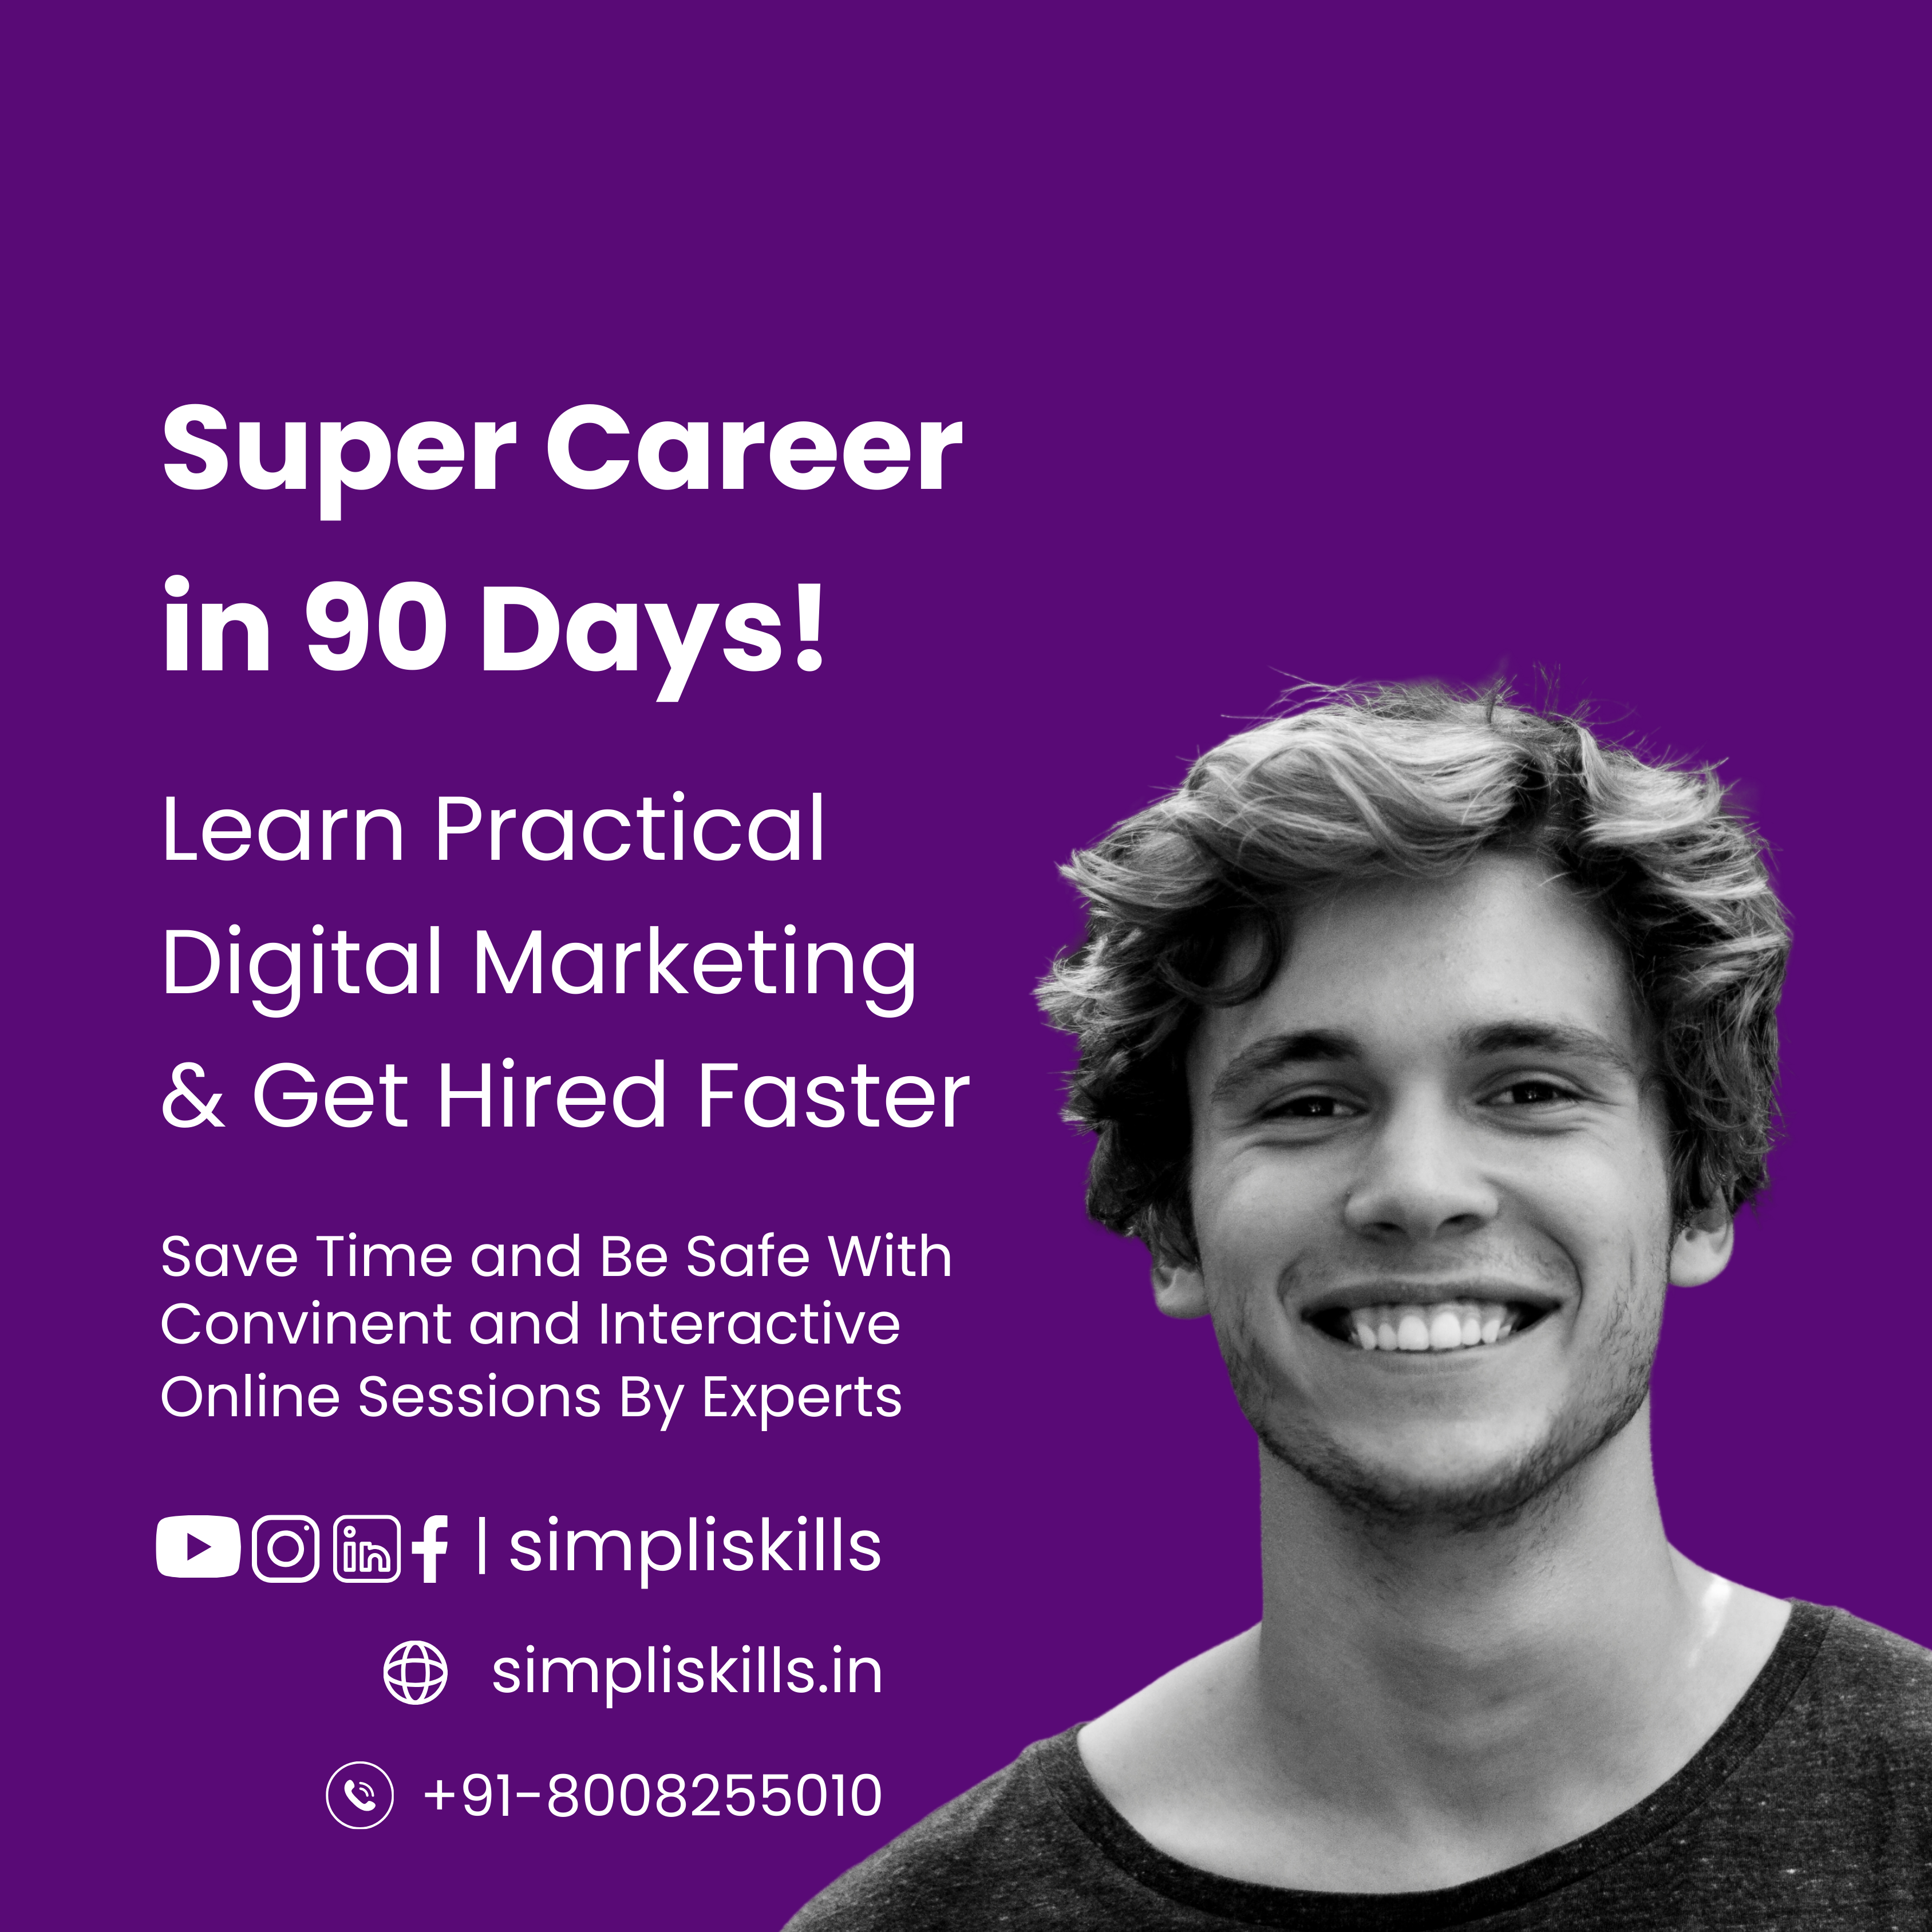 Super Career
in 90 Days!
Learn Practical
Digital Marketing
& Get Hired Faster
Save Time and Be Safe With
Convinent and Interactive
Online Sessions By Experts
| simpliskills
simpliskills.in
+91-8008255010